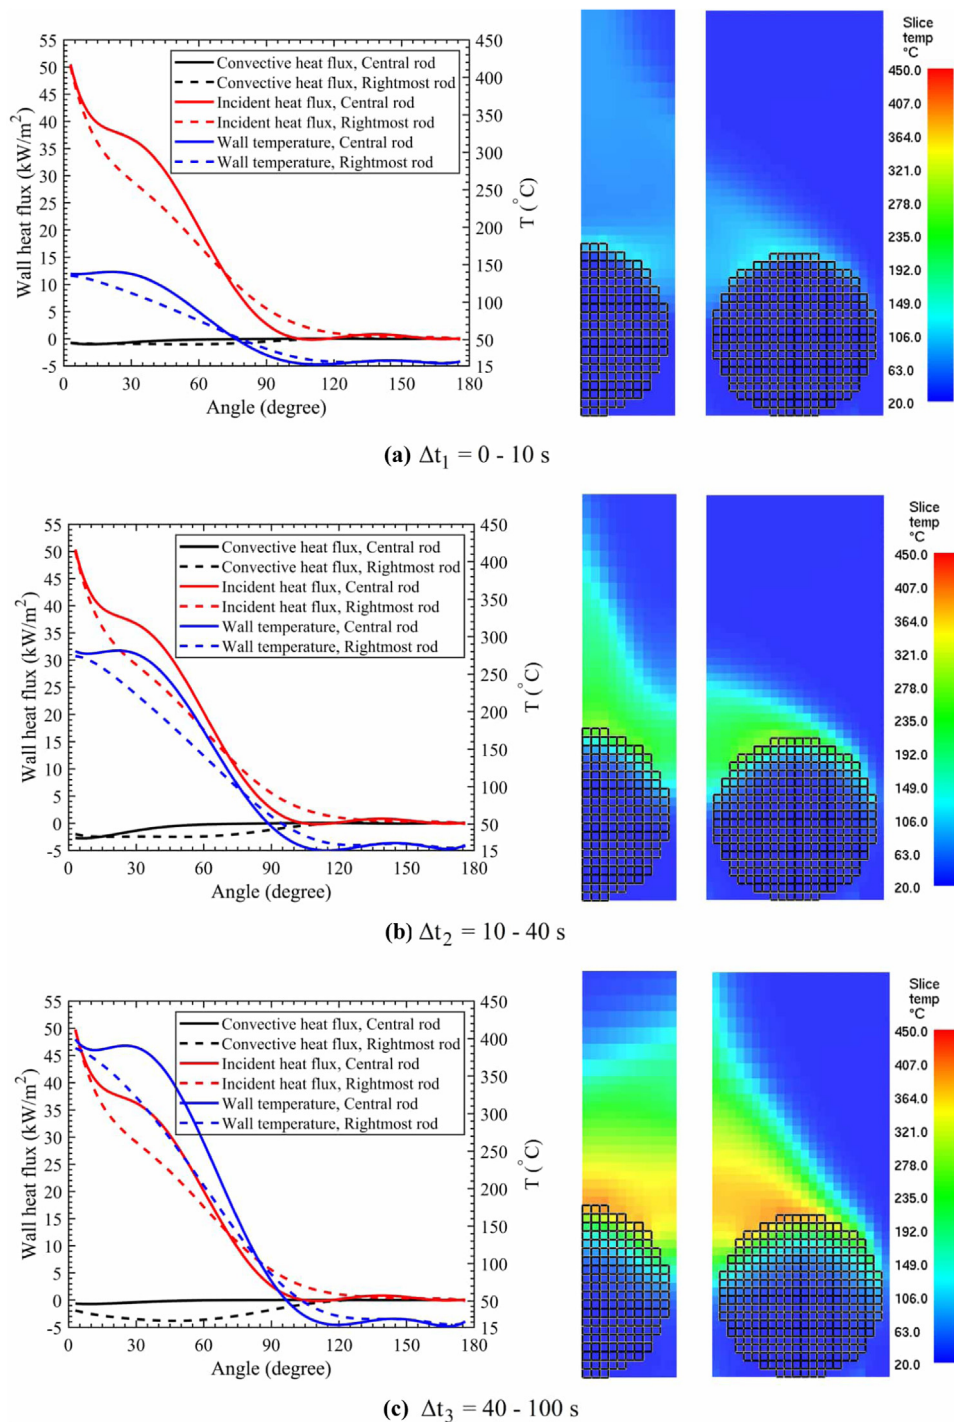 55
50
45
40
35
30
25
20
15
10
5
0
-5
Wall heat flux (kW/m²)
Convective heat flux, Central rod
Convective heat flux, Rightmost rod
Incident heat flux, Central rod
Incident heat flux, Rightmost rod
Wall temperature, Central rod
Wall temperature, Rightmost rod
450
400
350
300
250
200
150
100
50
15
T (°C)
0 30 60 90 120 150 180
Angle (degree)
Slice
temp
°C
450.0
407.0
364.0
321.0
278.0
235.0
192.0
149.0
106.0
63.0
20.0
(a) Δt₁ = 0 - 10 s
55
50
45
40
35
30
25
20
15
10
5
0
-5
Wall heat flux (kW/m²)
Convective heat flux, Central rod
Convective heat flux, Rightmost rod
Incident heat flux, Central rod
Incident heat flux, Rightmost rod
Wall temperature, Central rod
Wall temperature, Rightmost rod
450
400
350
300
250
200
150
100
50
15
T (°C)
0 30 60 90 120 150 180
Angle (degree)
Slice
temp
°C
450.0
407.0
364.0
321.0
278.0
235.0
192.0
149.0
106.0
63.0
20.0
(b) Δt₂ = 10 - 40 s
55
50
45
40
35
30
25
20
15
10
5
0
-5
Wall heat flux (kW/m²)
Convective heat flux, Central rod
Convective heat flux, Rightmost rod
Incident heat flux, Central rod
Incident heat flux, Rightmost rod
Wall temperature, Central rod
Wall temperature, Rightmost rod
450
400
350
300
250
200
150
100
50
15
T (°C)
0 30 60 90 120 150 180
Angle (degree)
Slice
temp
°C
450.0
407.0
364.0
321.0
278.0
235.0
192.0
149.0
106.0
63.0
20.0
(c) Δt₃ = 40 - 100 s